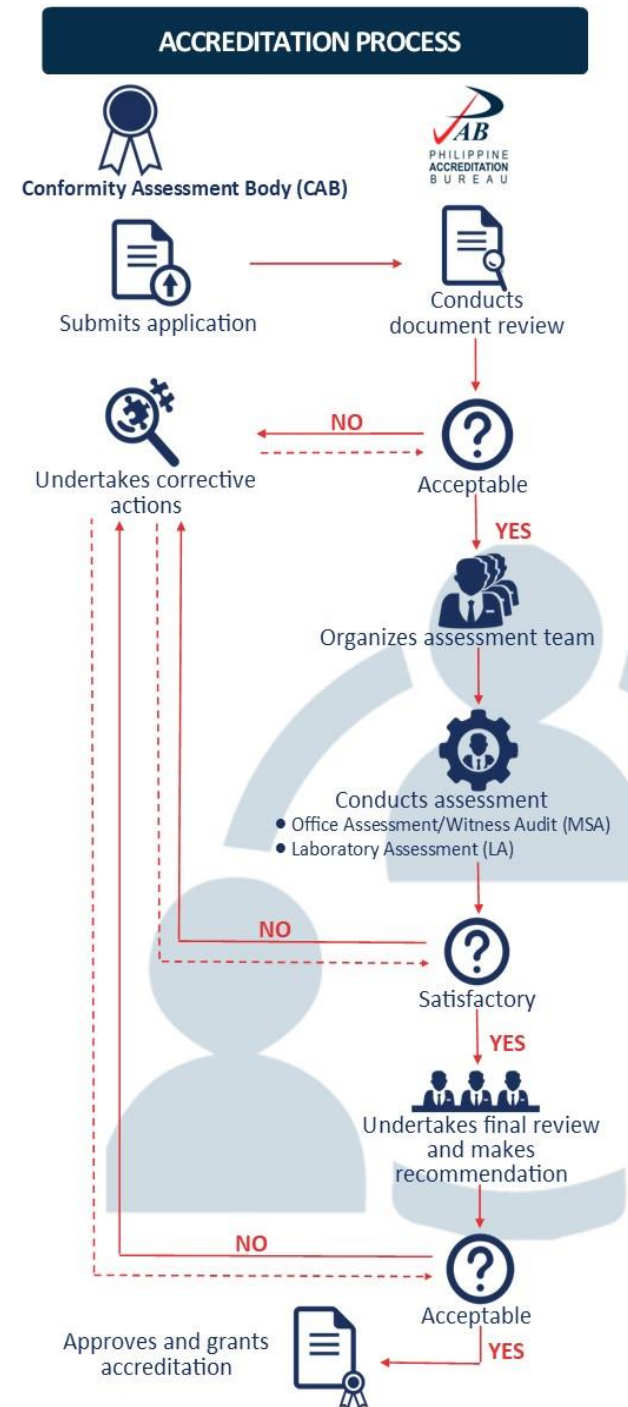 ACCREDITATION PROCESS
AB
PHILIPPINE
ACCREDITATION
BUREAU
Conformity Assessment Body (CAB)
Submits application
Conducts
document review
NO
Undertakes corrective
actions
Acceptable
YES
Organizes assessment team
Conducts assessment
● Office Assessment/Witness Audit (MSA)
● Laboratory Assessment (LA)
NO
Satisfactory
YES
Undertakes final review
and makes
recommendation
NO
Acceptable
YES
Approves and grants
accreditation